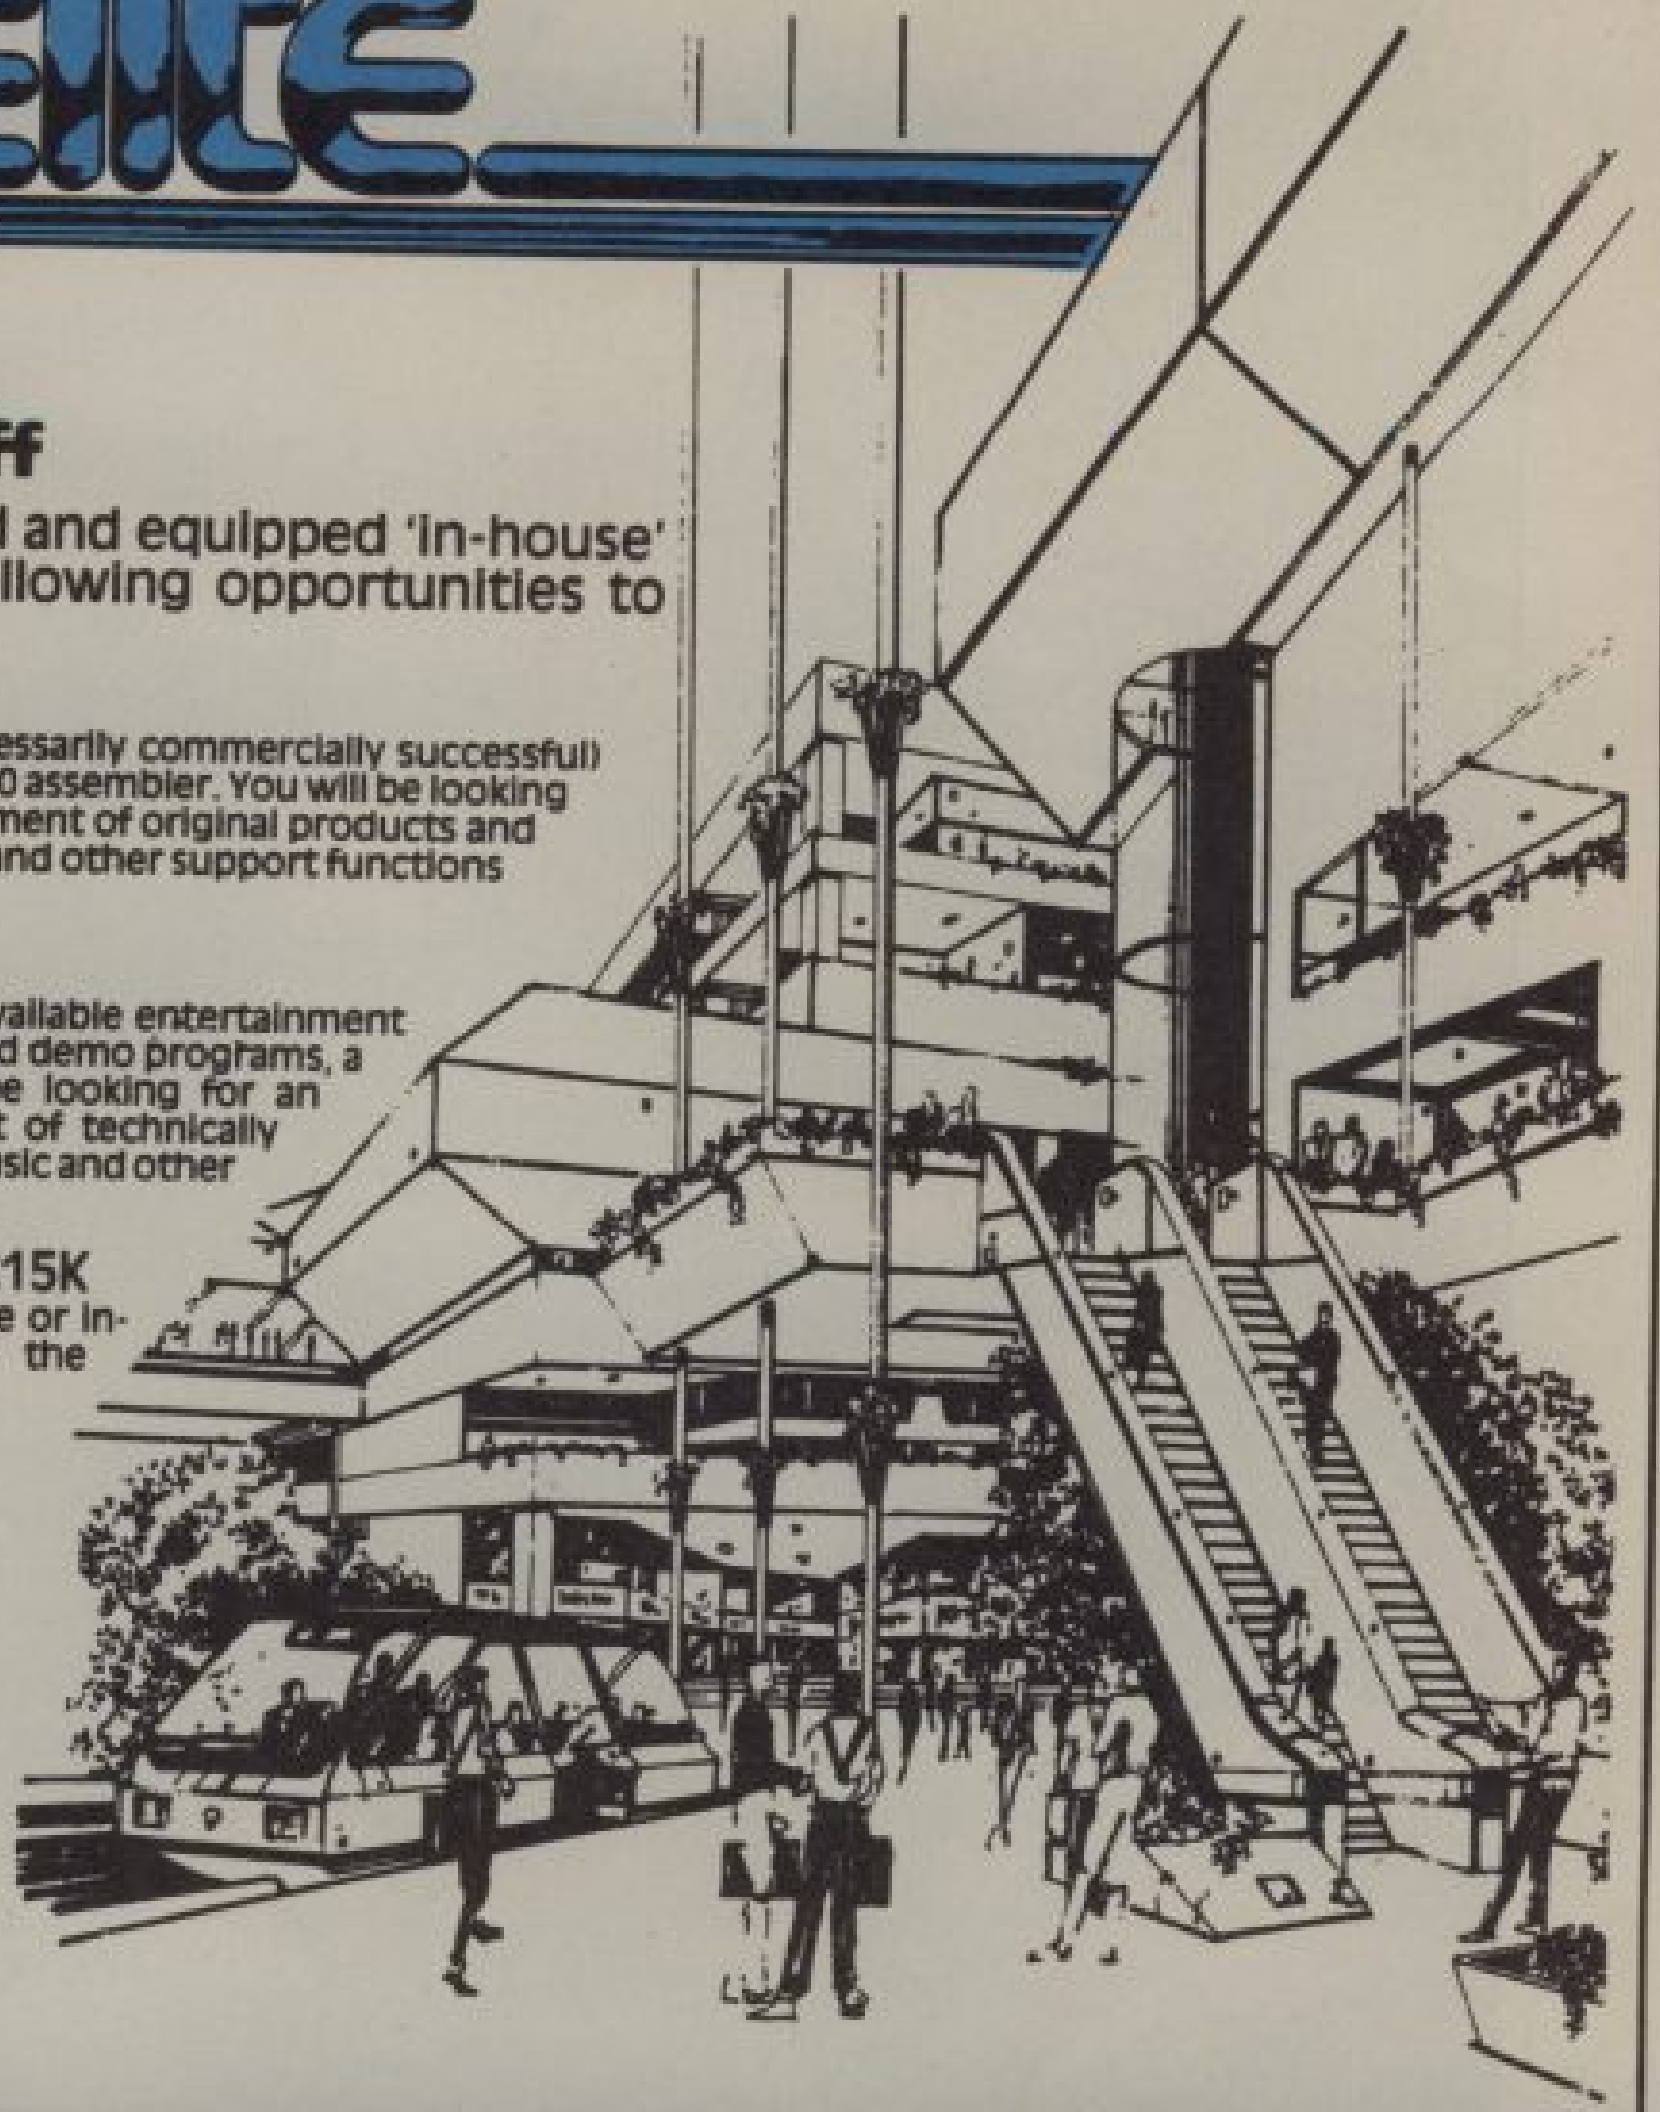 elite
ff
and equipped 'in-house'
llowing opportunities to
essarily commercially successful)
0 assembler. You will be looking
ment of original products and
and other support functions
vailable entertainment
d demo programs, a
e looking for an
t of technically
sic and other
15K
e or in-
the